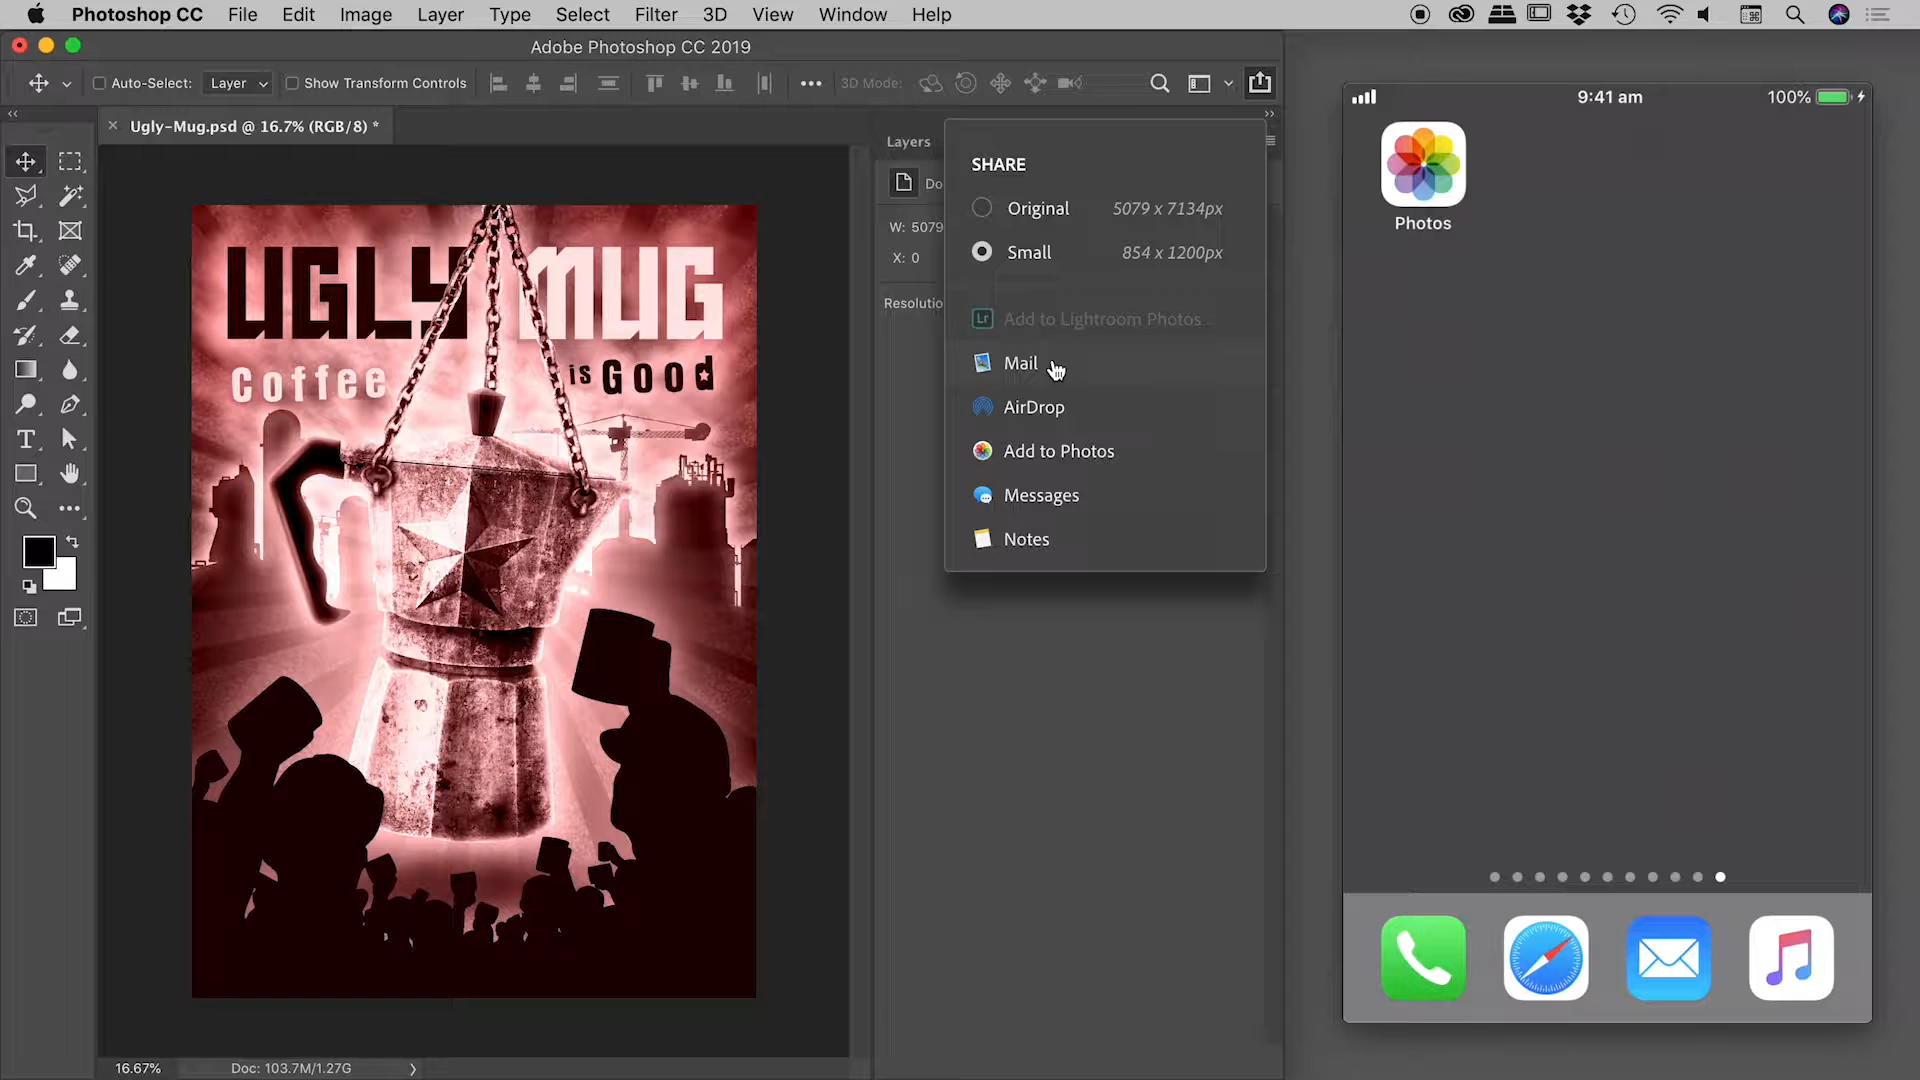 Photoshop CC File Edit Image Layer Type Select Filter 3D View Window Help
Adobe Photoshop CC 2019
Auto-Select: Layer Show Transform Controls 3D Mode:
Ugly-Mug.psd @ 16.7% (RGB/8) *
UGLY MUG
Coffee is Good
T
16.67% Doc: 103.7M/1.27G
Layers
Do
W: 5079
X: 0
Resolutio
SHARE
Original 5079 x 7134px
Small 854 x 1200px
Lr Add to Lightroom Photos...
Mail
AirDrop
Add to Photos
Messages
Notes
9:41 am 100%
Photos